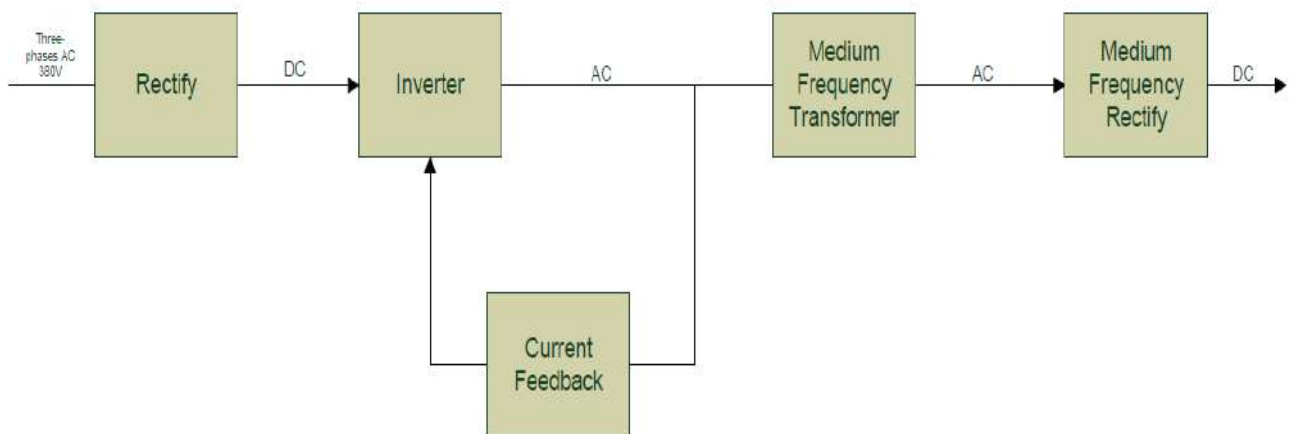 Three-
phases AC
380V
Rectify
DC
Inverter
AC
Medium
Frequency
Transformer
AC
Medium
Frequency
Rectify
DC
Current
Feedback